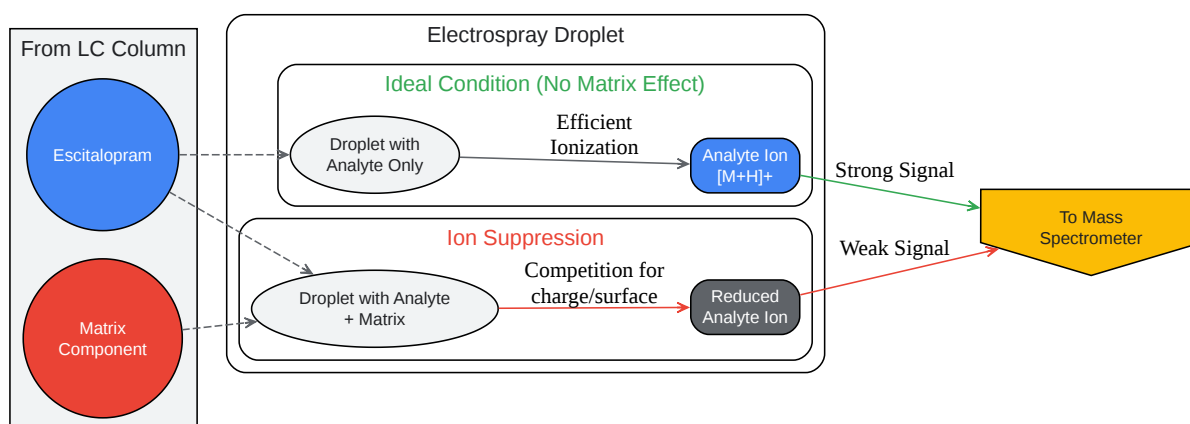 From LC Column
Escitalopram
Matrix
Component
Electrospray Droplet
Ideal Condition (No Matrix Effect)
Droplet with
Analyte Only
Efficient
Ionization
Analyte Ion
[M+H]+
Ion Suppression
Droplet with Analyte
+ Matrix
Competition for
charge/surface
Reduced
Analyte Ion
Strong Signal
Weak Signal
To Mass
Spectrometer